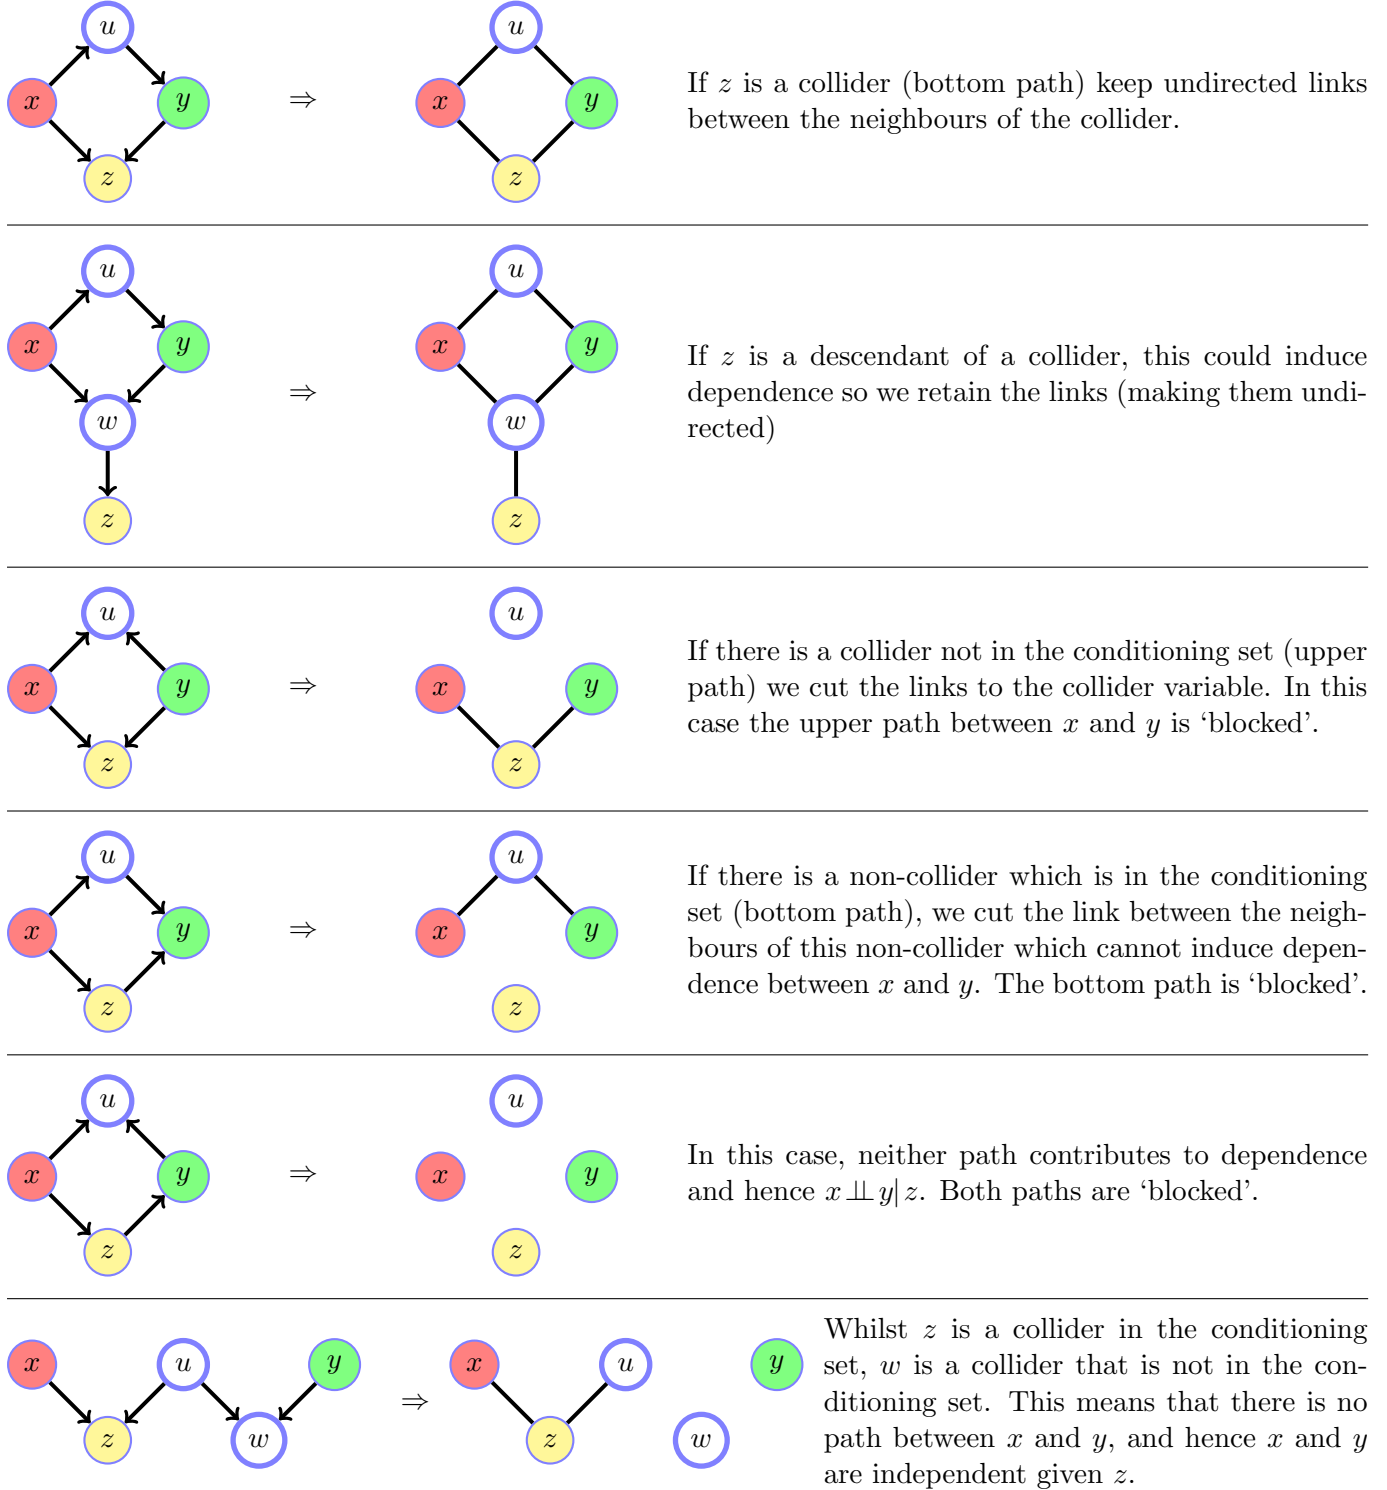 u u
x y ⇒ x y
z z
If z is a collider (bottom path) keep undirected links
between the neighbours of the collider.
u u
x y x y
⇒
w w
z z
If z is a descendant of a collider, this could induce
dependence so we retain the links (making them undi-
rected)
u u
x y ⇒ x y
z z
If there is a collider not in the conditioning set (upper
path) we cut the links to the collider variable. In this
case the upper path between x and y is ‘blocked’.
u u
x y ⇒ x y
z z
If there is a non-collider which is in the conditioning
set (bottom path), we cut the link between the neigh-
bours of this non-collider which cannot induce depen-
dence between x and y. The bottom path is ‘blocked’.
u u
x y ⇒ x y
z z
In this case, neither path contributes to dependence
and hence x ⊥⊥ y| z. Both paths are ‘blocked’.
x u y ⇒ x u y
z w z w
Whilst z is a collider in the conditioning
set, w is a collider that is not in the con-
ditioning set. This means that there is no
path between x and y, and hence x and y
are independent given z.